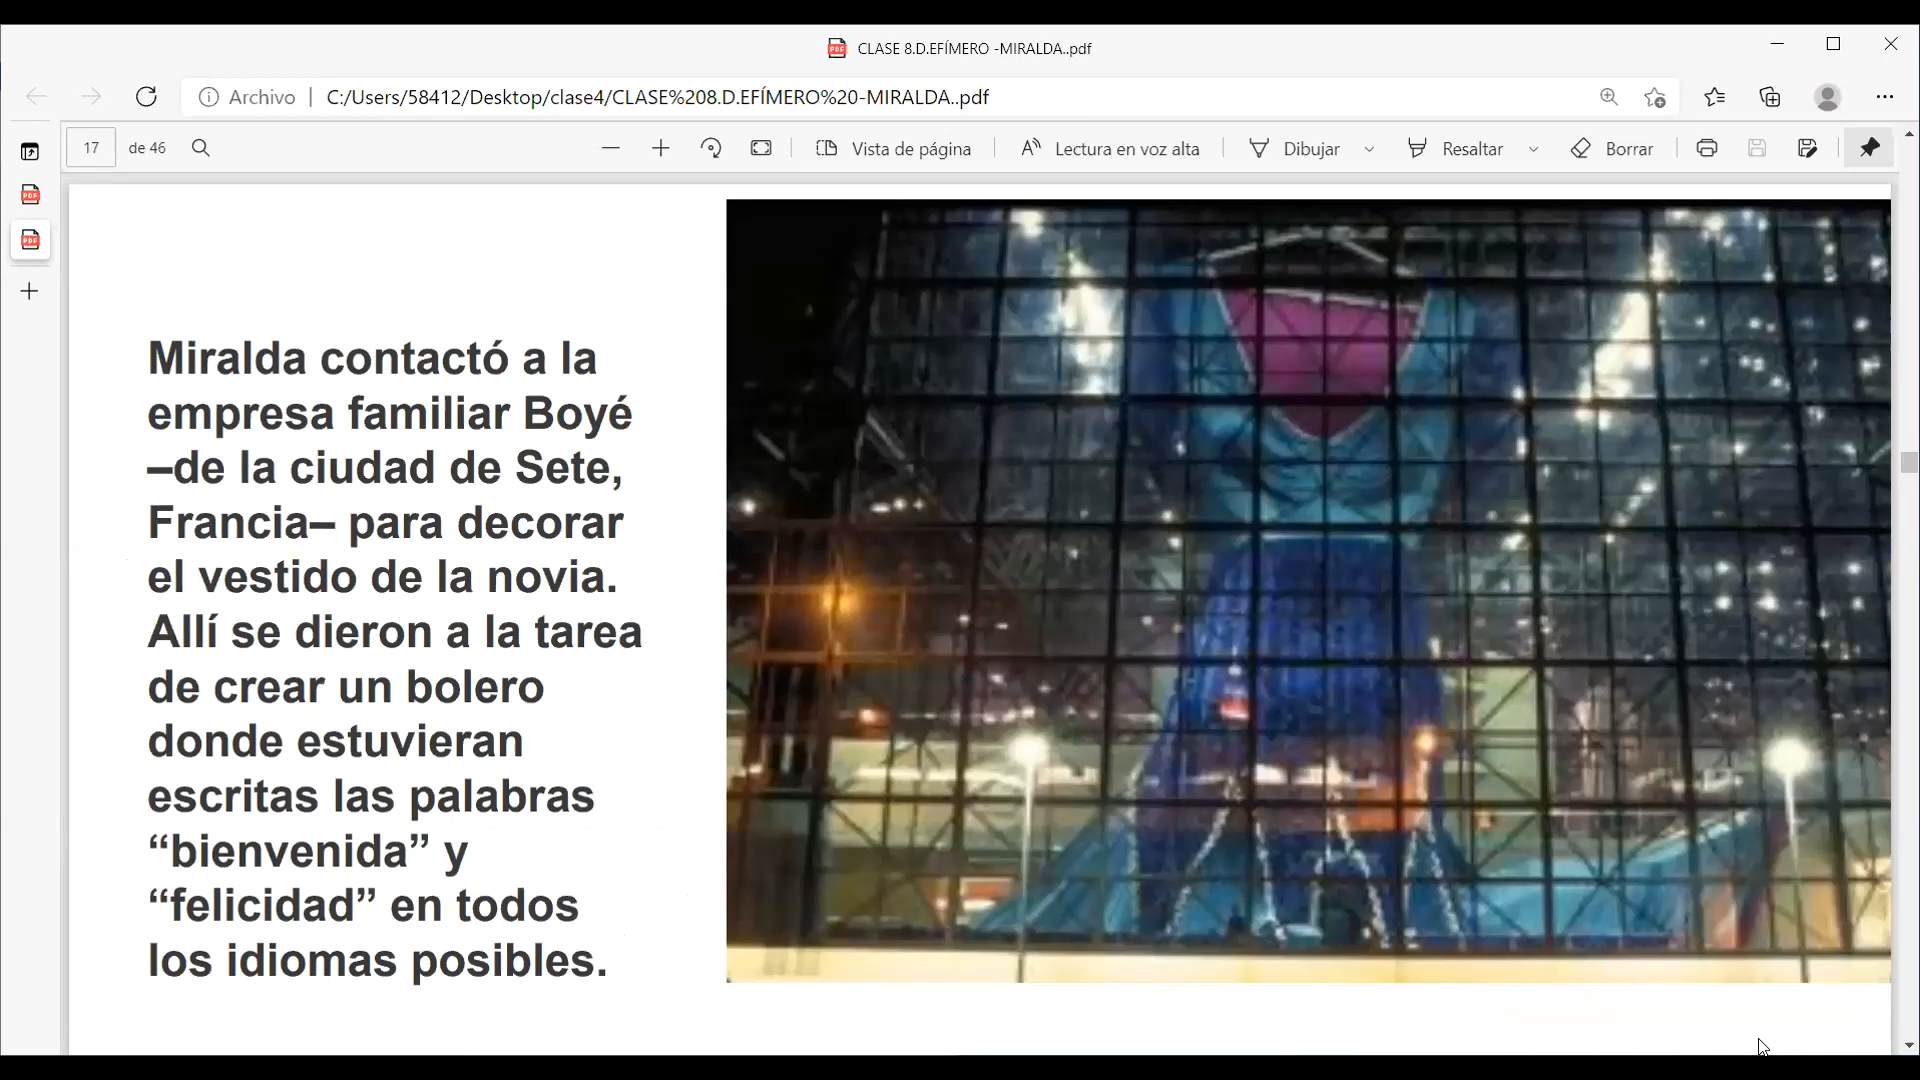 CLASE 8.D.EFÍMERO -MIRALDA..pdf
Archivo | C:/Users/58412/Desktop/clase4/CLASE%208.D.EFÍMERO%20-MIRALDA..pdf
17 de 46 Vista de página Lectura en voz alta Dibujar Resaltar Borrar
Miralda contactó a la
empresa familiar Boyé
–de la ciudad de Sete,
Francia– para decorar
el vestido de la novia.
Allí se dieron a la tarea
de crear un bolero
donde estuvieran
escritas las palabras
“bienvenida” y
“felicidad” en todos
los idiomas posibles.